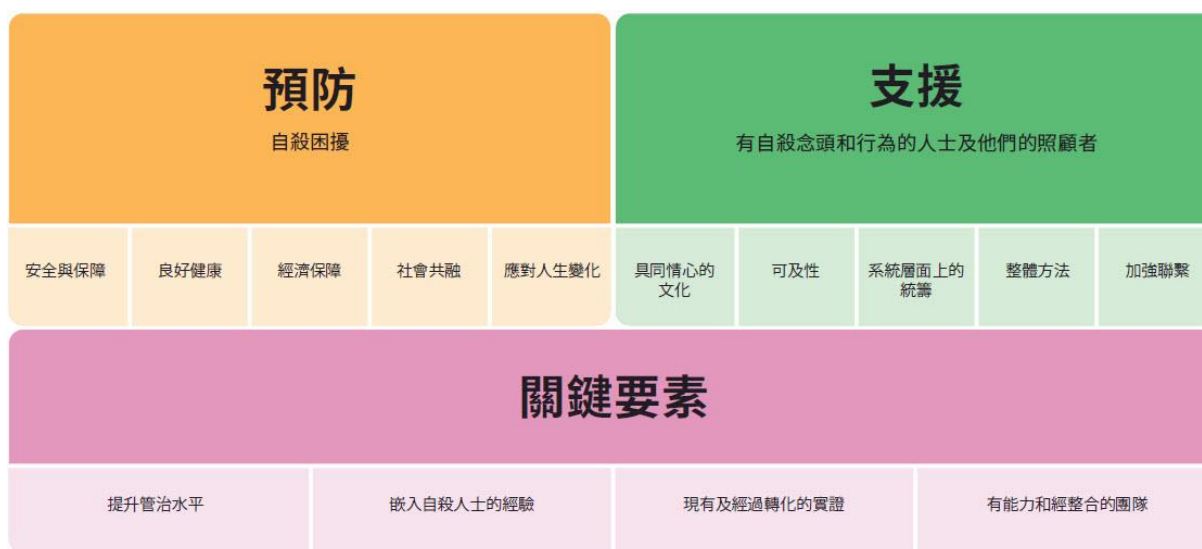 預防
自殺困擾
支援
有自殺念頭和行為的人士及他們的照顧者
安全與保障
良好健康
經濟保障
社會共融
應對人生變化
具同情心的
文化
可及性
系統層面上的
統籌
整體方法
加強聯繫
關鍵要素
提升管治水平
嵌入自殺人士的經驗
現有及經過轉化的實證
有能力和經整合的團隊